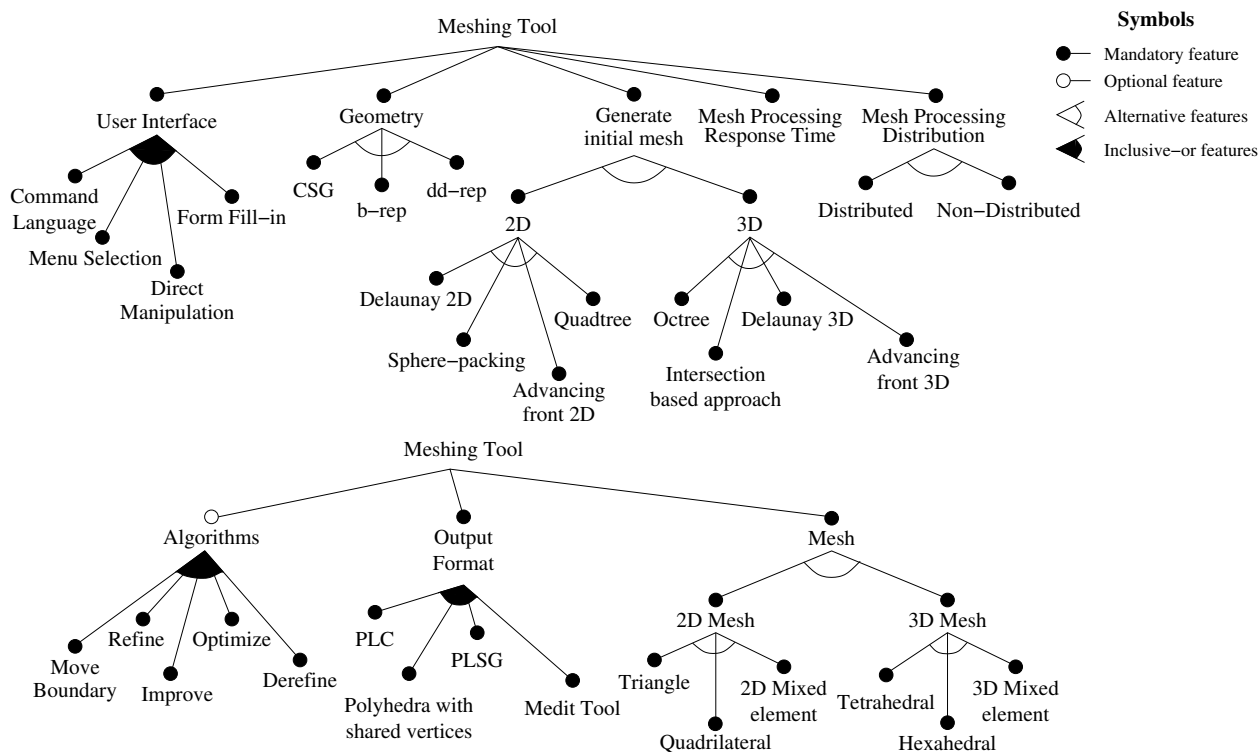 Meshing Tool
Symbols
Mandatory feature
Optional feature
Alternative features
Inclusive−or features
User Interface
Geometry
Generate
initial mesh
Mesh Processing
Response Time
Mesh Processing
Distribution
Command
Language
Menu Selection
Direct
Manipulation
Form Fill−in
CSG
b−rep
dd−rep
2D
3D
Distributed
Non−Distributed
Delaunay 2D
Sphere−packing
Advancing
front 2D
Quadtree
Octree
Intersection
based approach
Delaunay 3D
Advancing
front 3D
Meshing Tool
Algorithms
Output
Format
Mesh
Move
Boundary
Refine
Improve
Optimize
Derefine
PLC
Polyhedra with
shared vertices
PLSG
Medit Tool
2D Mesh
3D Mesh
Triangle
Quadrilateral
2D Mixed
element
Tetrahedral
Hexahedral
3D Mixed
element